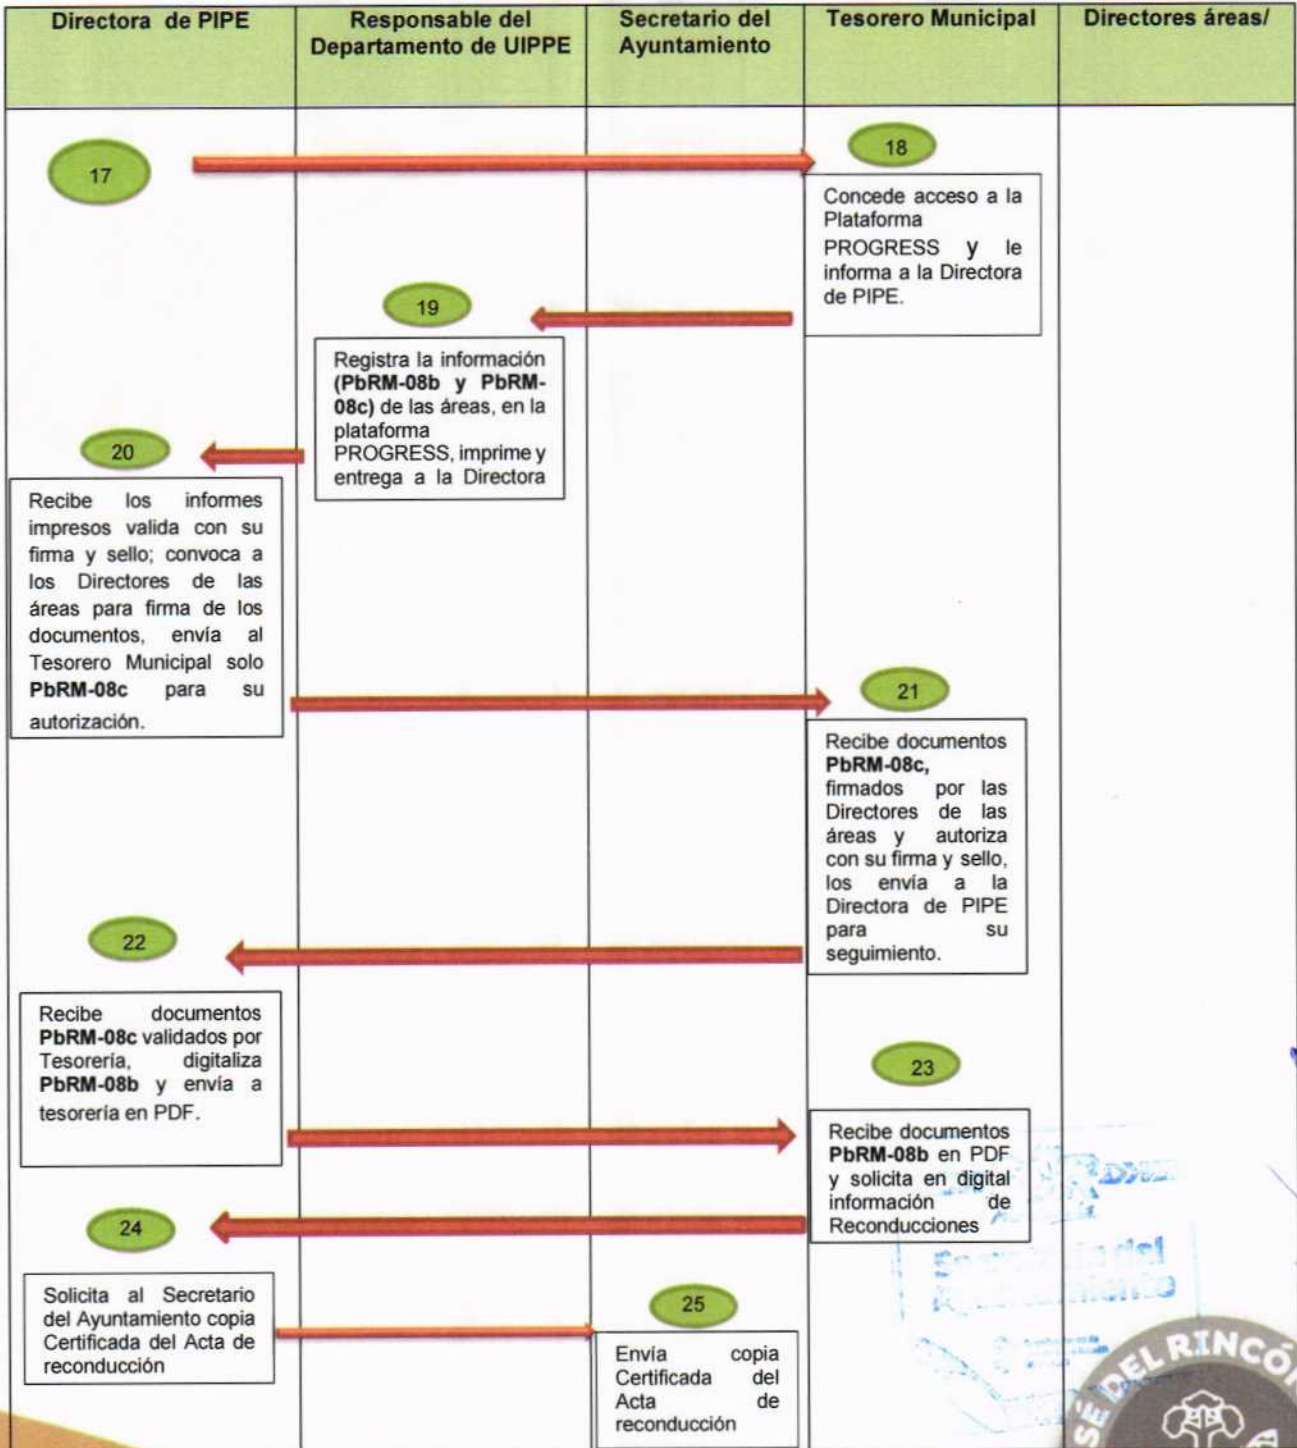 Directora de PIPE
Responsable del
Departamento de UIPPE
Secretario del
Ayuntamiento
Tesorero Municipal
Directores áreas/
17
18
Concede acceso a la
Plataforma
PROGRESS y le
informa a la Directora
de PIPE.
19
Registra la información
(PbRM-08b y PbRM-
08c) de las áreas, en la
plataforma
PROGRESS, imprime y
entrega a la Directora
20
Recibe los informes
impresos valida con su
firma y sello; convoca a
los Directores de las
áreas para firma de los
documentos, envía al
Tesorero Municipal solo
PbRM-08c para su
autorización.
21
Recibe documentos
PbRM-08c,
firmados por las
Directores de las
áreas y autoriza
con su firma y sello,
los envía a la
Directora de PIPE
para su
seguimiento.
22
Recibe documentos
PbRM-08c validados por
Tesorería, digitaliza
PbRM-08b y envía a
tesorería en PDF.
23
Recibe documentos
PbRM-08b en PDF
y solicita en digital
información de
Reconducciones
24
Solicita al Secretario
del Ayuntamiento copia
Certificada del Acta de
reconducción
25
Envía copia
Certificada del
Acta de
reconducción
SÉ DEL RINCÓ